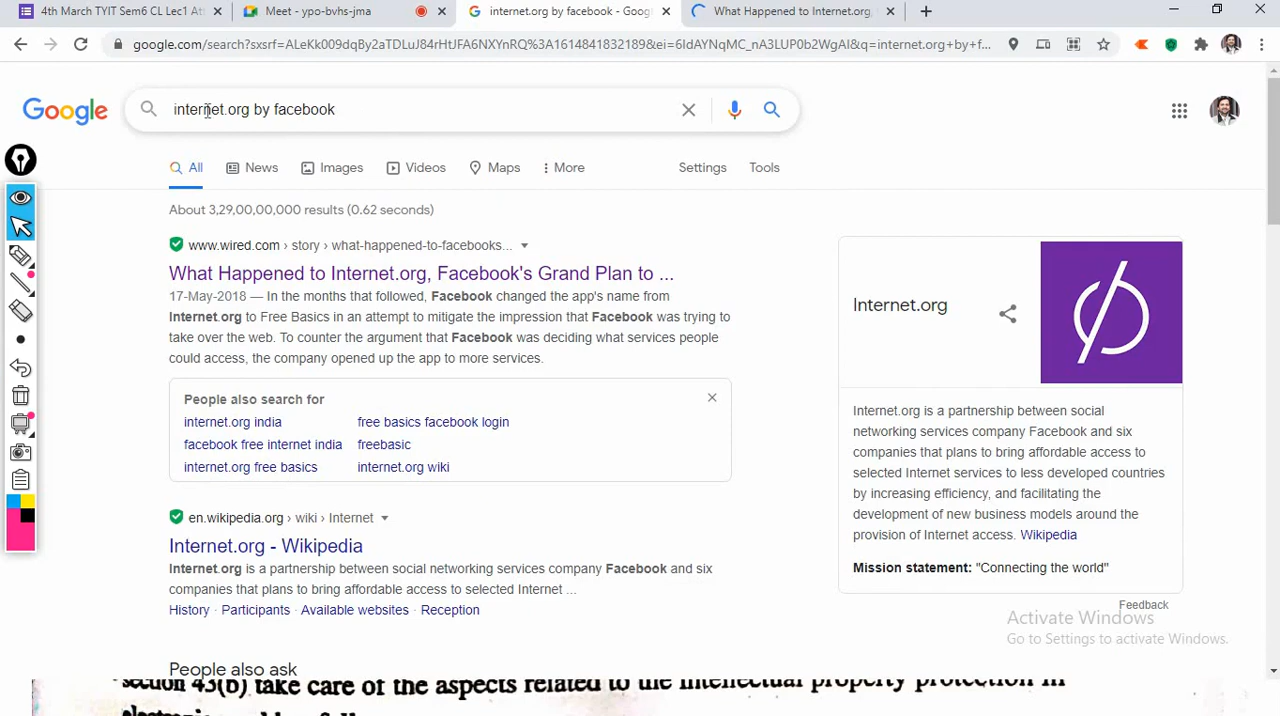 4th March TYIT Sem6 CL Lec1 Att
Meet - ypo-bvhs-jma
internet.org by facebook - Googl
What Happened to Internet.org,
google.com/search?sxsrf=ALeKk009dqBy2aTDLuJ84rHtJFA6NXYnRQ%3A1614841832189&ei=6IdAYNqMC_nA3LUP0b2WgAI&q=internet.org+by+f...
Google
internet.org by facebook
All
News
Images
Videos
Maps
More
Settings
Tools
About 3,29,00,00,000 results (0.62 seconds)
www.wired.com › story › what-happened-to-facebooks...
What Happened to Internet.org, Facebook's Grand Plan to ...
17-May-2018 — In the months that followed, Facebook changed the app's name from
Internet.org to Free Basics in an attempt to mitigate the impression that Facebook was trying to
take over the web. To counter the argument that Facebook was deciding what services people
could access, the company opened up the app to more services.
People also search for
internet.org india
free basics facebook login
facebook free internet india
freebasic
internet.org free basics
internet.org wiki
en.wikipedia.org › wiki › Internet
Internet.org - Wikipedia
Internet.org is a partnership between social networking services company Facebook and six
companies that plans to bring affordable access to selected Internet ...
History · Participants · Available websites · Reception
People also ask
Internet.org
Internet.org is a partnership between social
networking services company Facebook and six
companies that plans to bring affordable access to
selected Internet services to less developed countries
by increasing efficiency, and facilitating the
development of new business models around the
provision of Internet access. Wikipedia
Mission statement: "Connecting the world"
Feedback
Activate Windows
Go to Settings to activate Windows.
section 43(b) take care of the aspects related to the intellectual property protection in